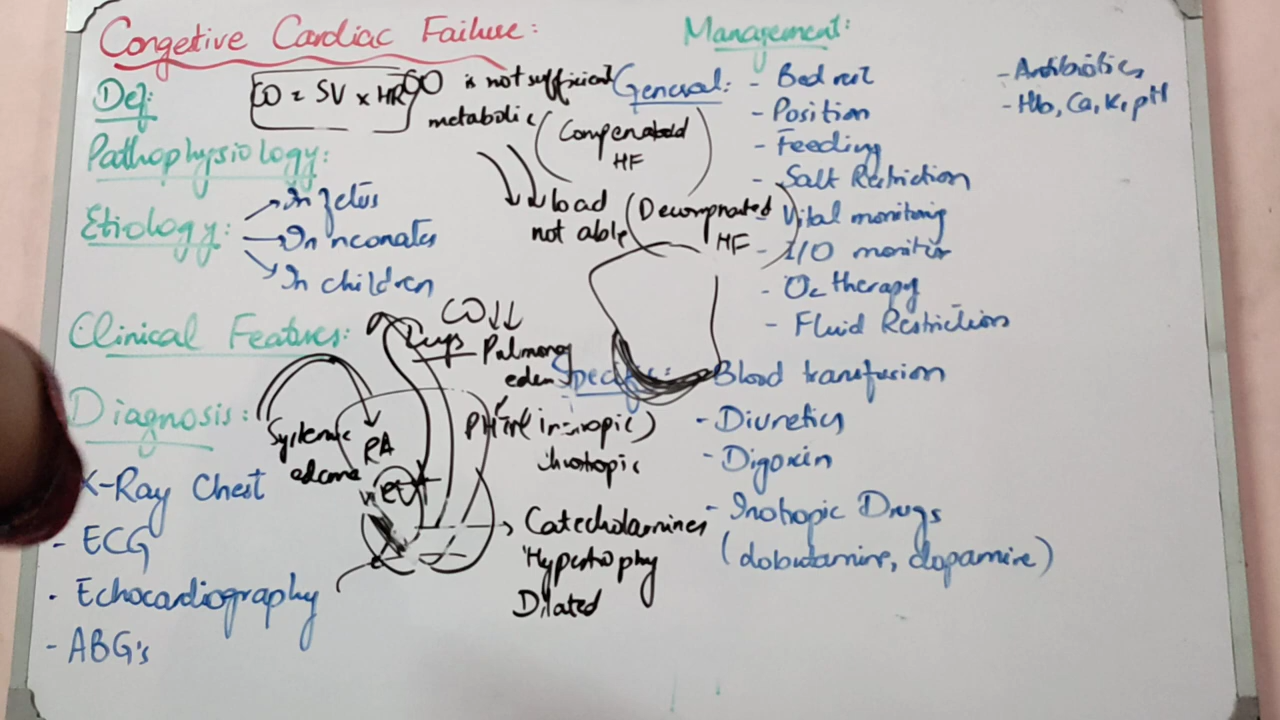 Congestive Cardiac Failure:
Def:
CO = SV x HR
CO is not sufficient
metabolic
Compensated
HF
↓↓ load
not able
Decompensated
HF
Pathophysiology:
Etiology:
In fetus
In neonates
In children
Clinical Features:
CO↓↓
Lungs
Pulmonary
edema
Diagnosis:
Systemic
edema
RA
RV
PHTN
(inotropic)
Catecholamines
Hypertrophy
Dilated
X-Ray Chest
- ECG
- Echocardiography
- ABG's
Management:
General:
- Bed rest
- Position
- Feeding
- Salt Restriction
- Vital monitoring
- I/O monitor
- O2 therapy
- Fluid Restriction
- Antibiotics
- Hb, Ca, K, pH
Specific:
Blood transfusion
- Diuretics
- Digoxin
- Inotropic Drugs
(dobutamine, dopamine)